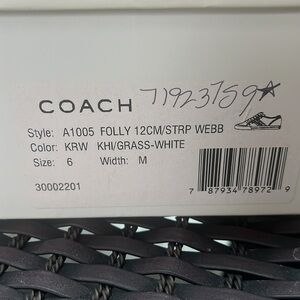 COACH 71923759☆
Style: A1005 FOLLY 12CM/STRP WEBB
Color: KRW KHI/GRASS-WHITE
Size: 6 Width: M
30002201
7 87934 78972 9